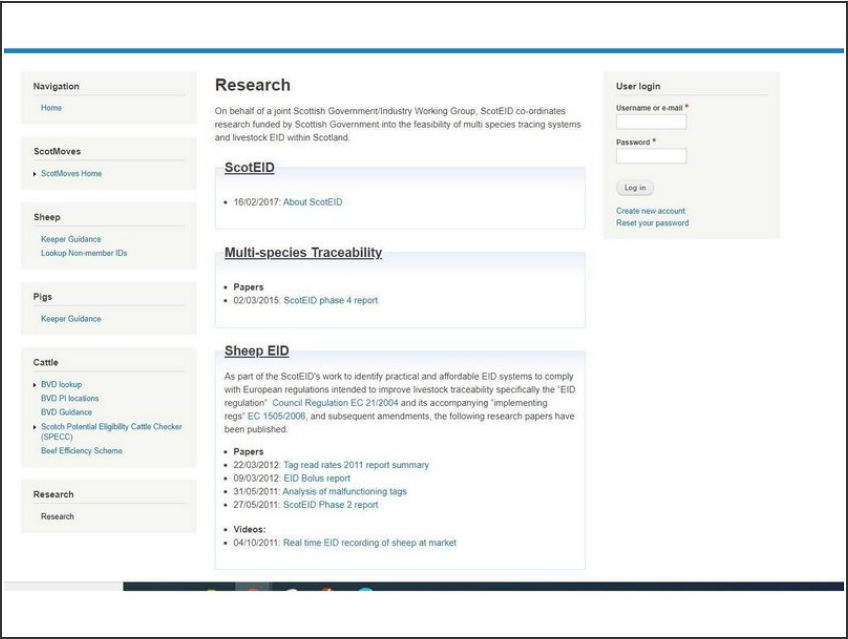 Navigation
Home
ScotMoves
ScotMoves Home
Sheep
Keeper Guidance
Lookup Non-member IDs
Pigs
Keeper Guidance
Cattle
BVD lookup
BVD PI locations
BVD Guidance
Scotch Potential Eligibility Cattle Checker
(SPECC)
Beef Efficiency Scheme
Research
Research
Research
On behalf of a joint Scottish Government/Industry Working Group, ScotEID co-ordinates
research funded by Scottish Government into the feasibility of multi species tracing systems
and livestock EID within Scotland.
ScotEID
• 16/02/2017: About ScotEID
Multi-species Traceability
• Papers
• 02/03/2015: ScotEID phase 4 report
Sheep EID
As part of the ScotEID's work to identify practical and affordable EID systems to comply
with European regulations intended to improve livestock traceability specifically the "EID
regulation" Council Regulation EC 21/2004 and its accompanying "implementing
regs" EC 1505/2006, and subsequent amendments, the following research papers have
been published.
• Papers
• 22/03/2012: Tag read rates 2011 report summary
• 09/03/2012: EID Bolus report
• 31/05/2011: Analysis of malfunctioning tags
• 27/05/2011: ScotEID Phase 2 report
• Videos:
• 04/10/2011: Real time EID recording of sheep at market
User login
Username or e-mail *
Password *
Log in
Create new account
Reset your password